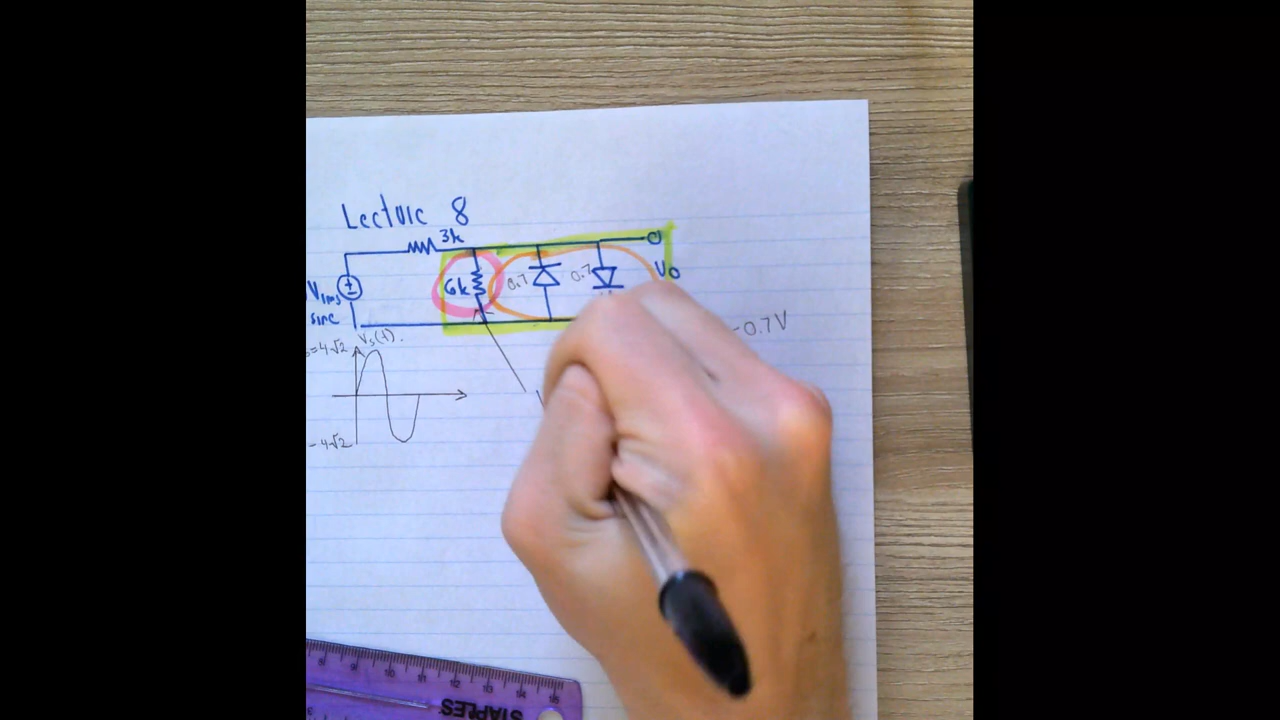 Lecture 8
3k
6k
0.7
0.7
Vo
Vrms
sine
Vs(t).
=4√2
-4√2
-0.7V
STAPLES